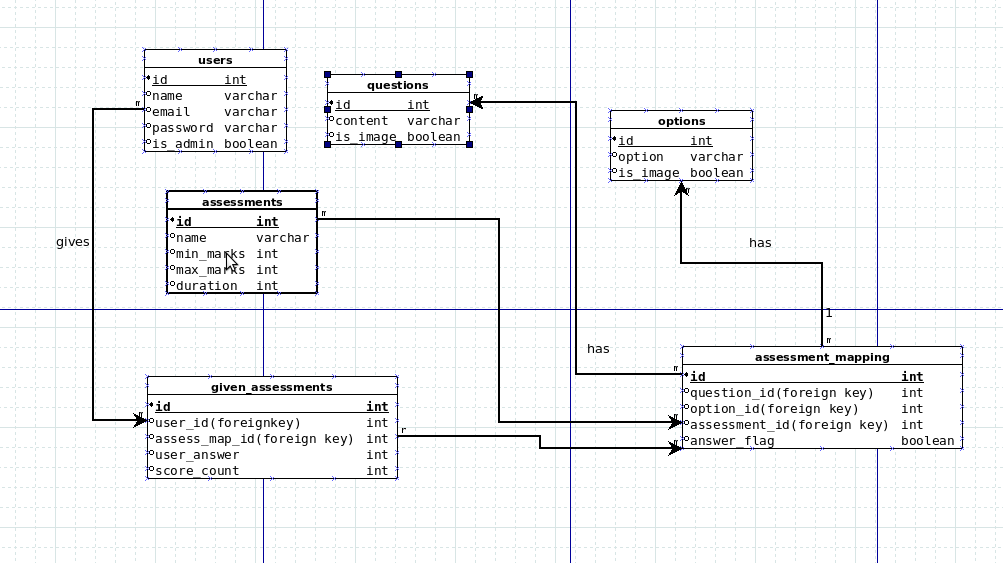 users
id int
name varchar
email varchar
password varchar
is_admin boolean
questions
id int
content varchar
is_image boolean
options
id int
option varchar
is_image boolean
assessments
id int
name varchar
min_marks int
max_marks int
duration int
gives
has
1
has
assessment_mapping
id int
question_id(foreign key) int
option_id(foreign key) int
assessment_id(foreign key) int
answer_flag boolean
given_assessments
id int
user_id(foreignkey) int
assess_map_id(foreign key) int
user_answer int
score_count int